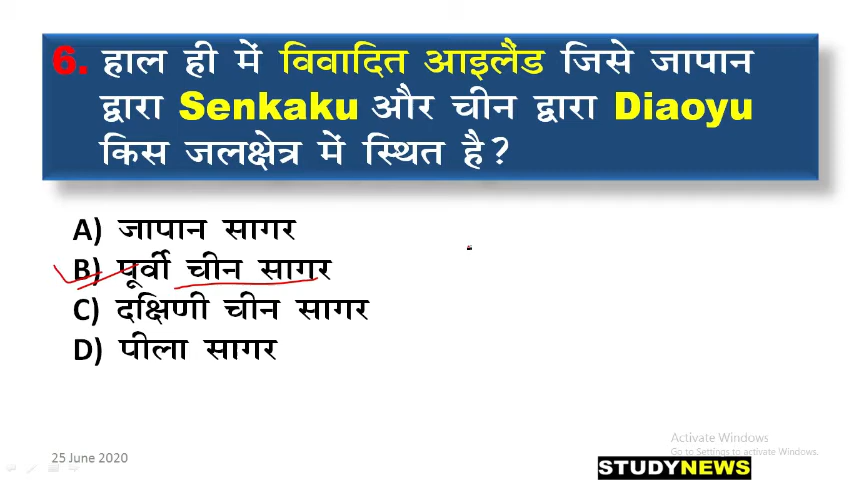 6. हाल ही में विवादित आइलैंड जिसे जापान
द्वारा Senkaku और चीन द्वारा Diaoyu
किस जलक्षेत्र में स्थित है?
A) जापान सागर
B) पूर्वी चीन सागर
C) दक्षिणी चीन सागर
D) पीला सागर
Activate Windows
Go to Settings to activate Windows.
25 June 2020
STUDYNEWS